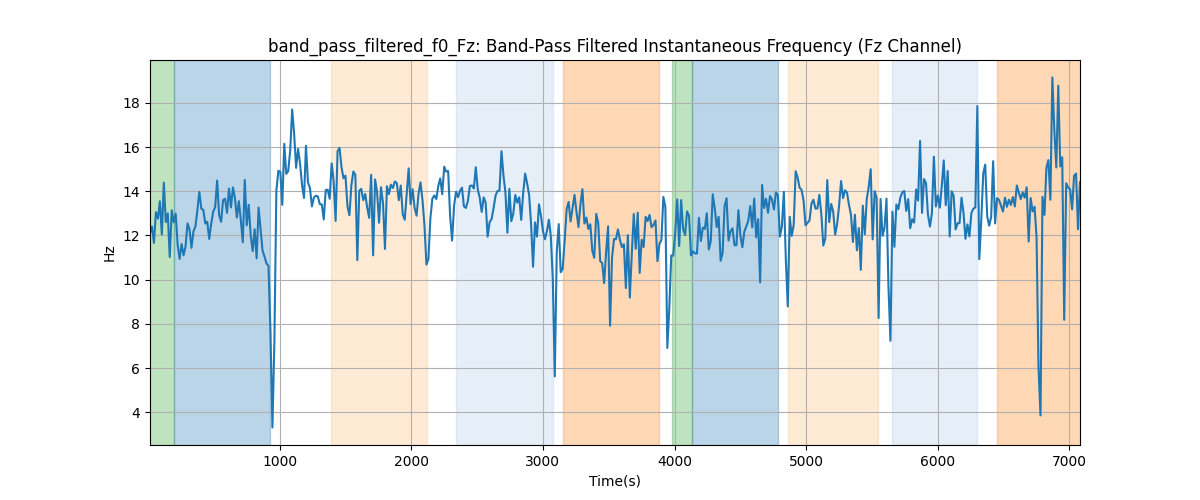 band_pass_filtered_f0_Fz: Band-Pass Filtered Instantaneous Frequency (Fz Channel)
18
16
14
12
10
8
6
4
Hz
1000 2000 3000 4000 5000 6000 7000
Time(s)